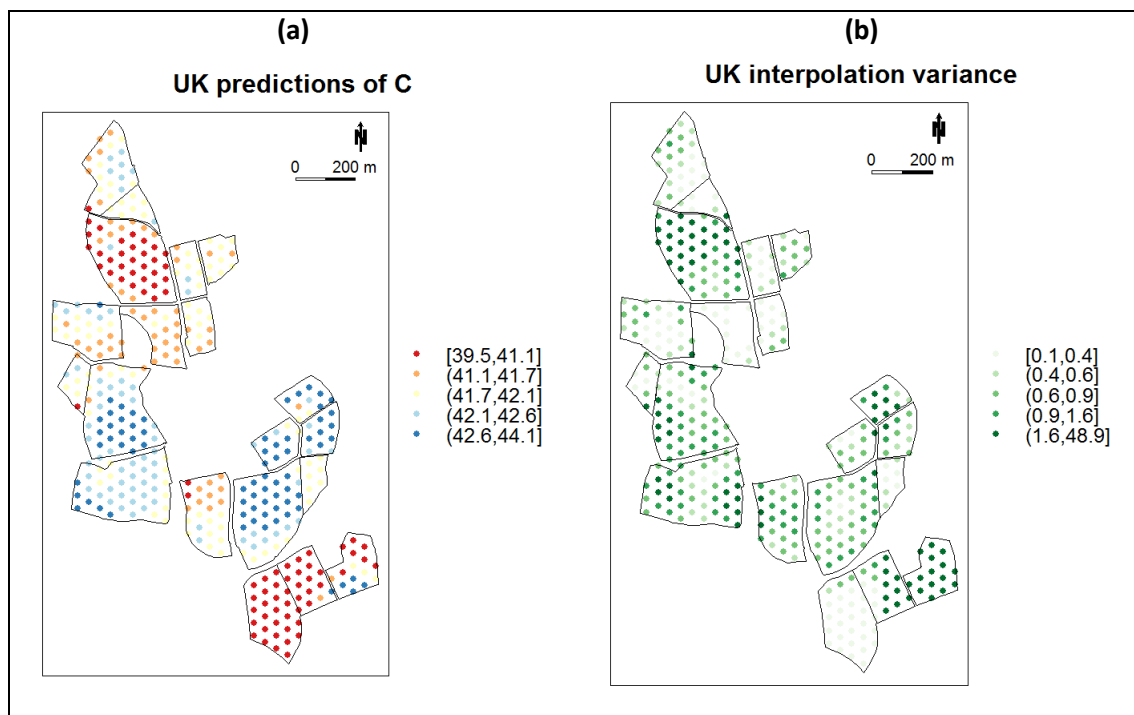 (a)
(b)
UK predictions of C
UK interpolation variance
N
0 200 m
N
0 200 m
[39.5,41.1]
(41.1,41.7]
(41.7,42.1]
(42.1,42.6]
(42.6,44.1]
[0.1,0.4]
(0.4,0.6]
(0.6,0.9]
(0.9,1.6]
(1.6,48.9]